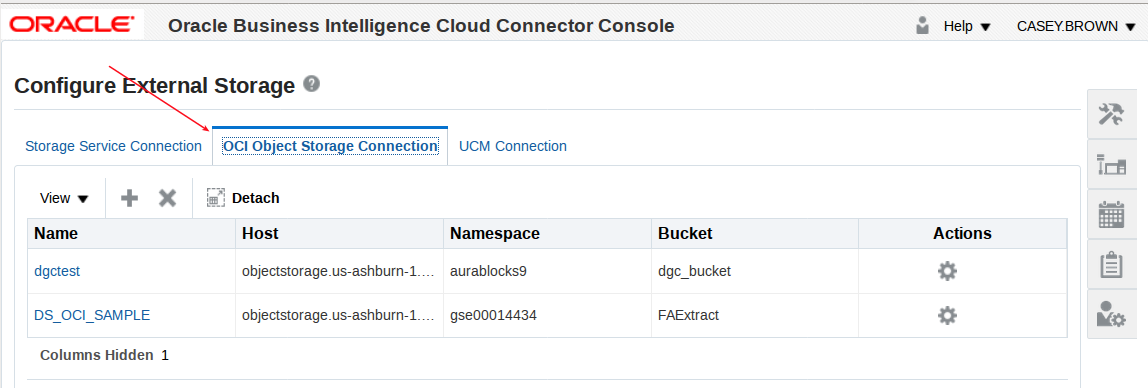 ORACLE Oracle Business Intelligence Cloud Connector Console Help CASEY.BROWN
Configure External Storage ?
Storage Service Connection OCI Object Storage Connection UCM Connection
View Detach
Name Host Namespace Bucket Actions
dgctest objectstorage.us-ashburn-1.... aurablocks9 dgc_bucket
DS_OCI_SAMPLE objectstorage.us-ashburn-1.... gse00014434 FAExtract
Columns Hidden 1